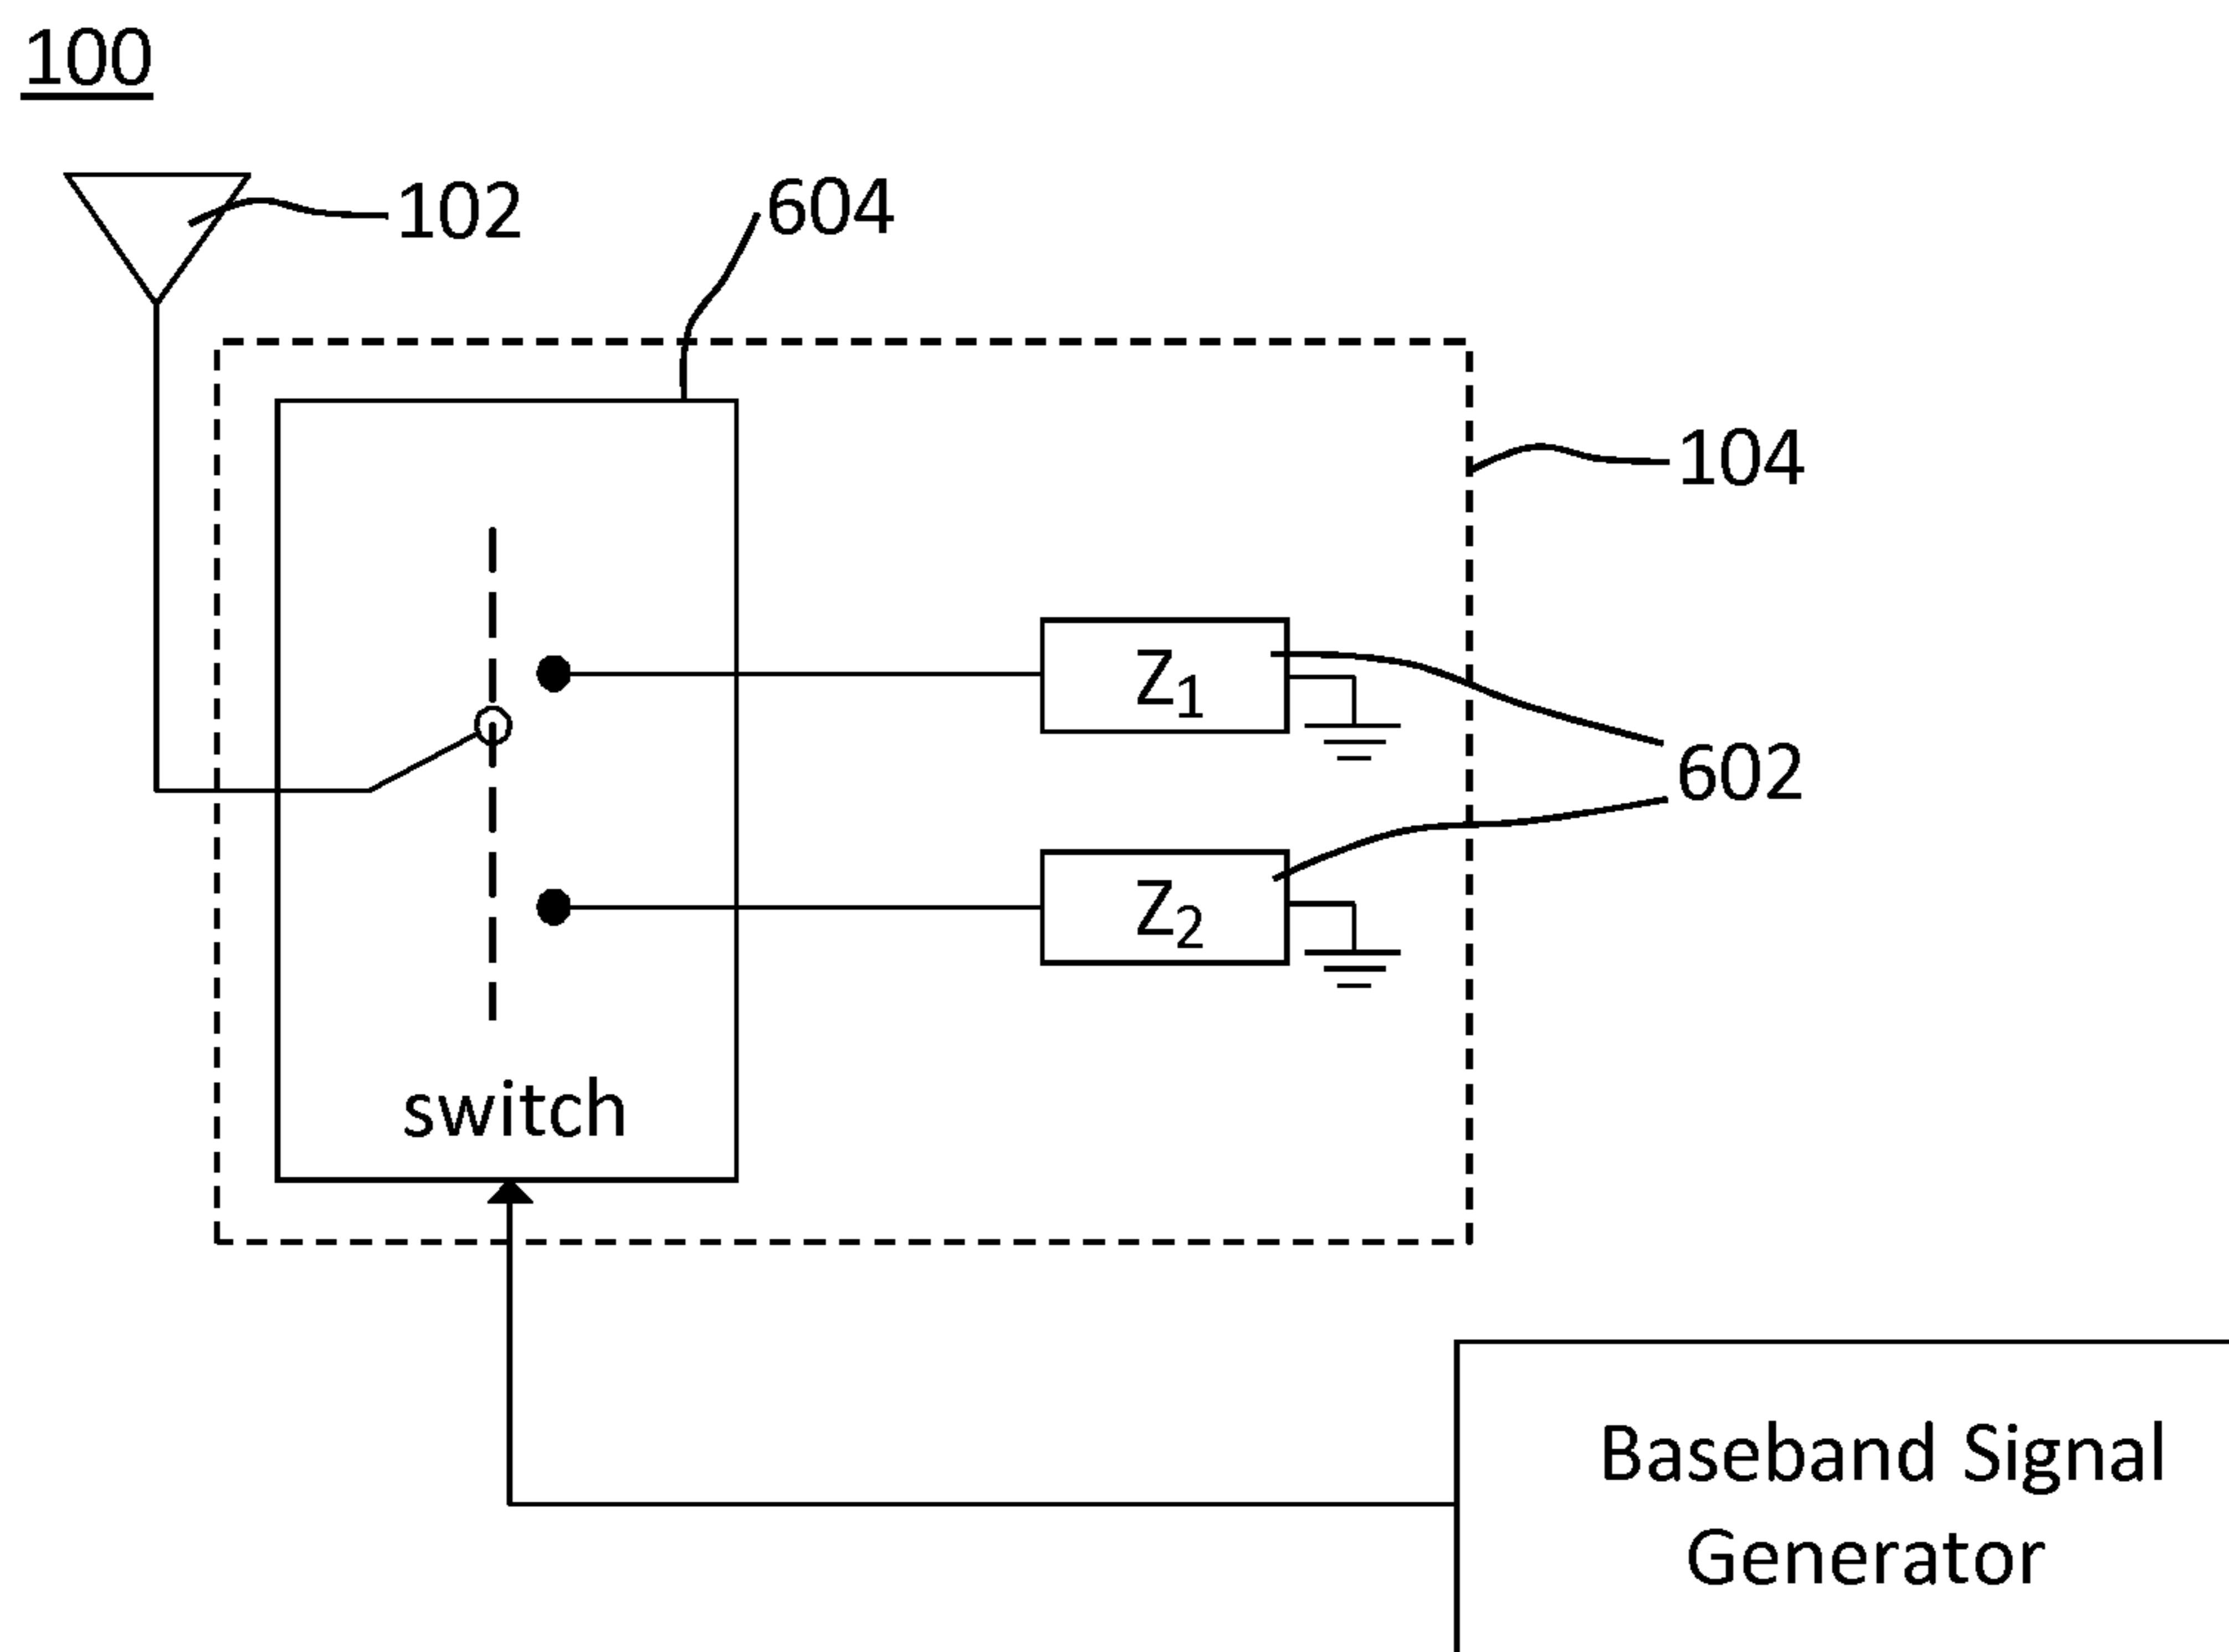 100
102
604
104
Z₁
602
Z₂
switch
Baseband Signal
Generator